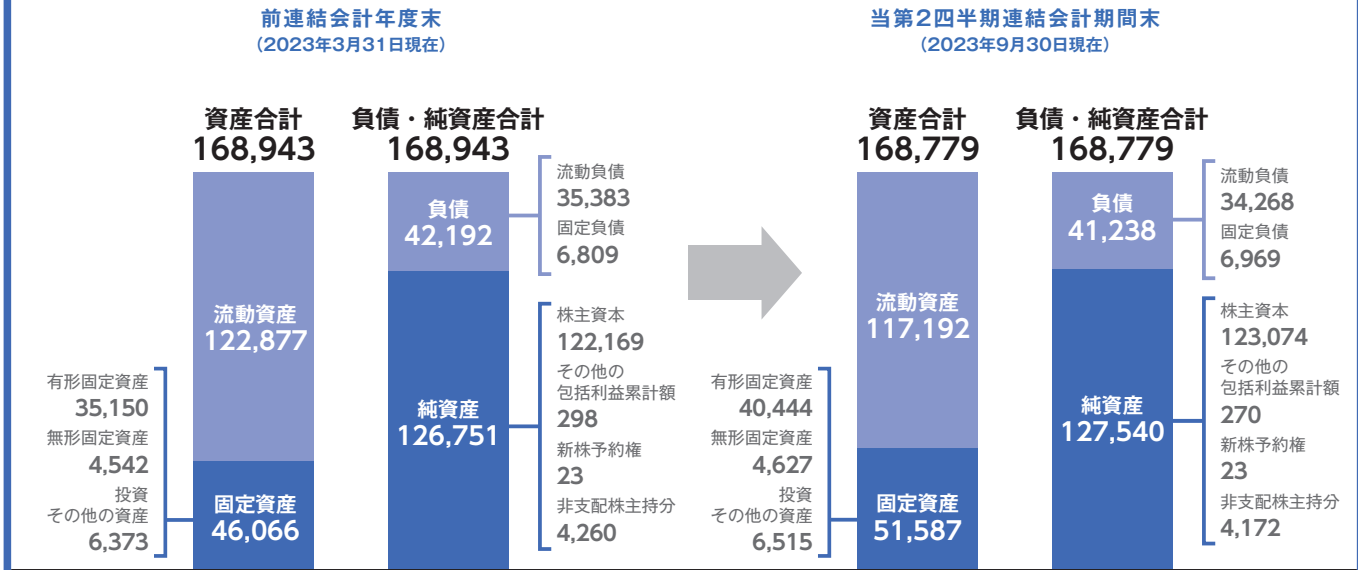 前連結会計年度末
（2023年3月31日現在）
資産合計
168,943
負債・純資産合計
168,943
流動資産
122,877
固定資産
46,066
有形固定資産
35,150
無形固定資産
4,542
投資
その他の資産
6,373
負債
42,192
純資産
126,751
流動負債
35,383
固定負債
6,809
株主資本
122,169
その他の
包括利益累計額
298
新株予約権
23
非支配株主持分
4,260
当第2四半期連結会計期間末
（2023年9月30日現在）
資産合計
168,779
負債・純資産合計
168,779
流動資産
117,192
固定資産
51,587
有形固定資産
40,444
無形固定資産
4,627
投資
その他の資産
6,515
負債
41,238
純資産
127,540
流動負債
34,268
固定負債
6,969
株主資本
123,074
その他の
包括利益累計額
270
新株予約権
23
非支配株主持分
4,172